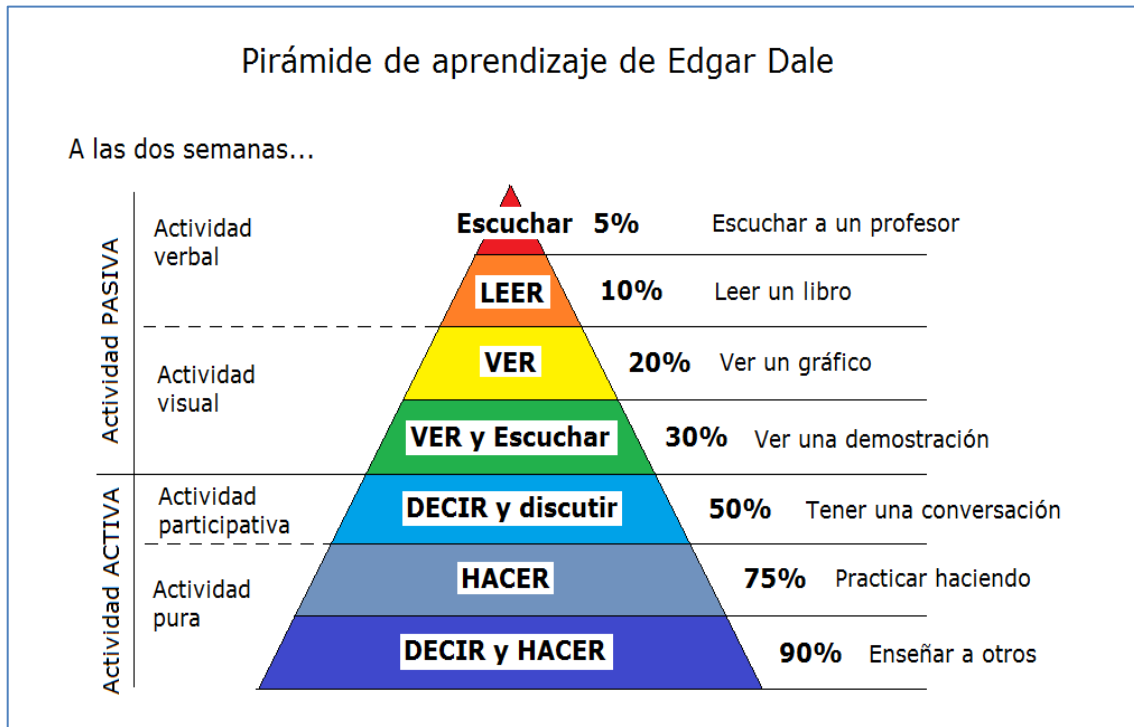 Pirámide de aprendizaje de Edgar Dale
A las dos semanas...
Actividad PASIVA
Actividad
verbal
Escuchar 5% Escuchar a un profesor
LEER 10% Leer un libro
Actividad
visual
VER 20% Ver un gráfico
VER y Escuchar 30% Ver una demostración
Actividad ACTIVA
Actividad
participativa
DECIR y discutir 50% Tener una conversación
Actividad
pura
HACER 75% Practicar haciendo
DECIR y HACER 90% Enseñar a otros